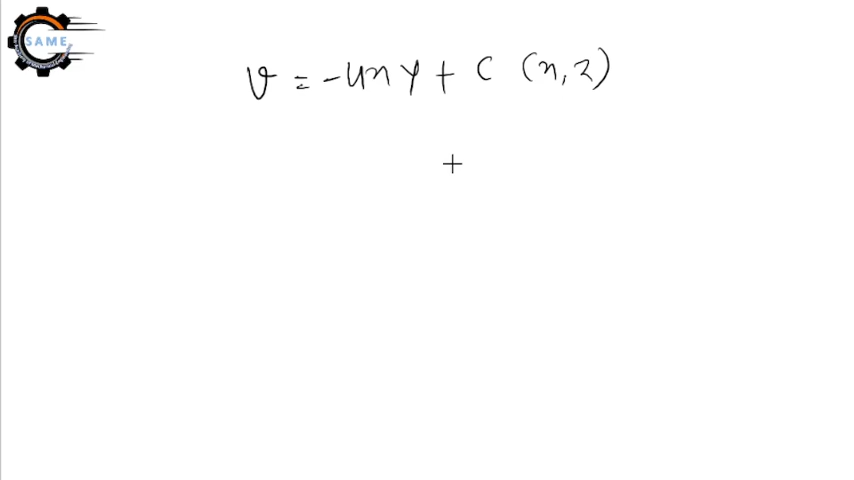 SAME
v = -4xy + c (x, z)